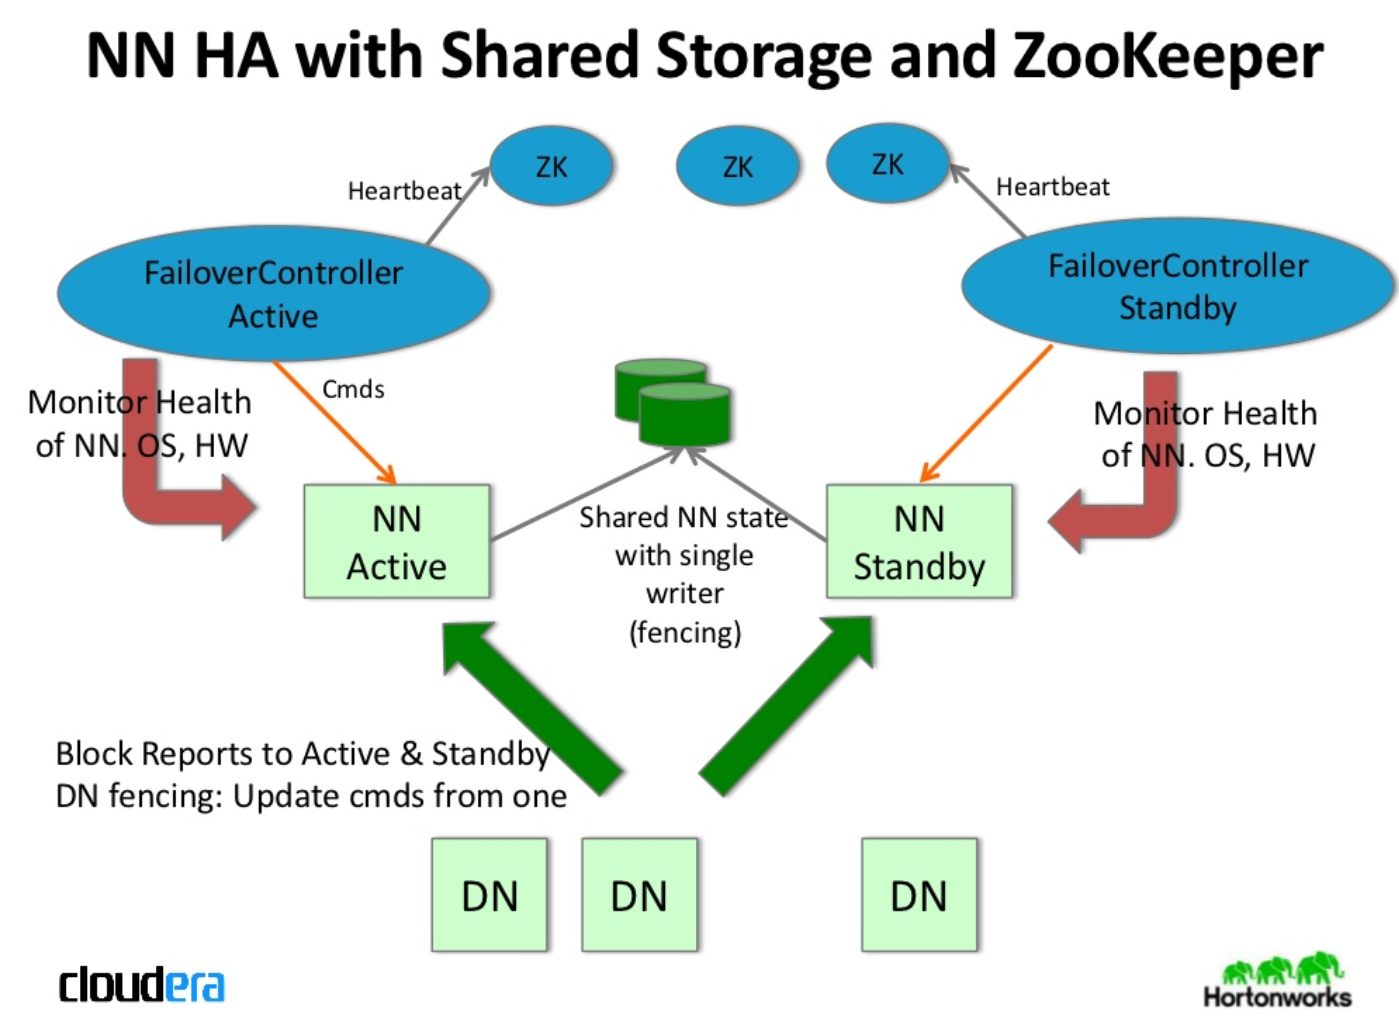 NN HA with Shared Storage and ZooKeeper
ZK
ZK
ZK
Heartbeat
Heartbeat
FailoverController
Active
FailoverController
Standby
Cmds
Monitor Health
of NN. OS, HW
Monitor Health
of NN. OS, HW
NN
Active
Shared NN state
with single
writer
(fencing)
NN
Standby
Block Reports to Active & Standby
DN fencing: Update cmds from one
DN
DN
DN
cloudera
Hortonworks